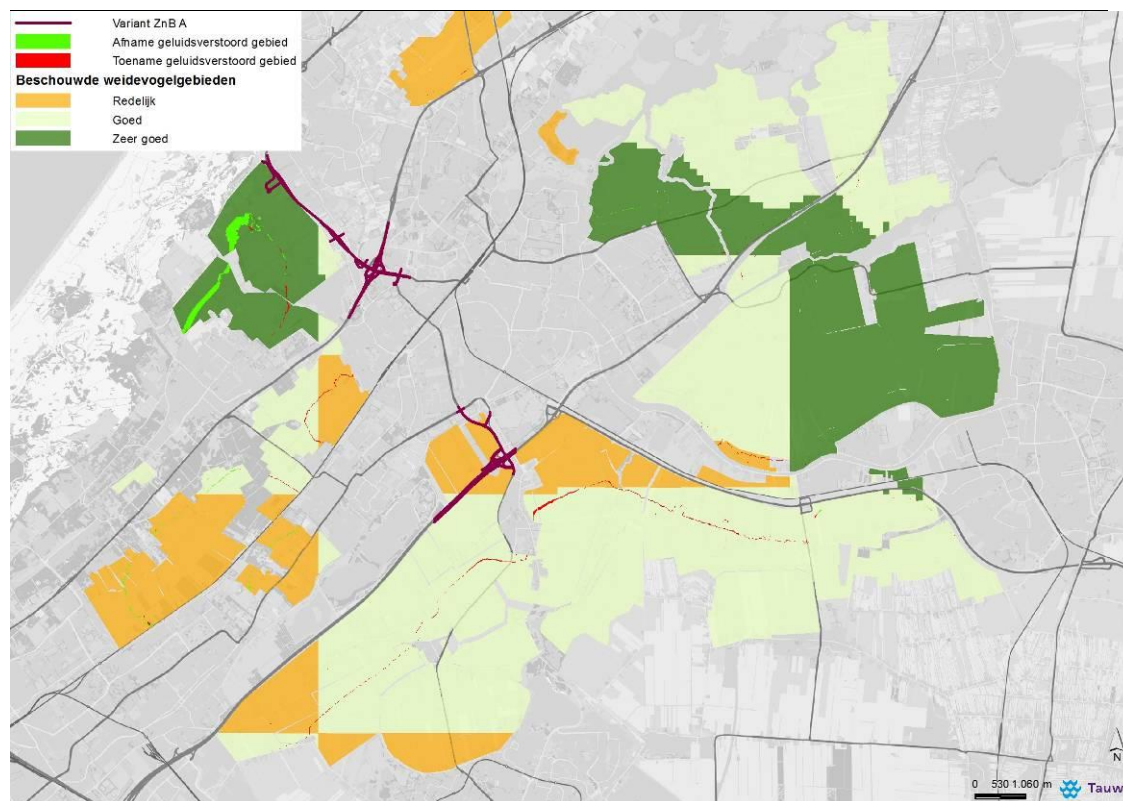 Variant ZnB A
Afname geluidsverstoord gebied
Toename geluidsverstoord gebied
Beschouwde weidevogelgebieden
Redelijk
Goed
Zeer goed
N
0 530 1.060 m
Tauw